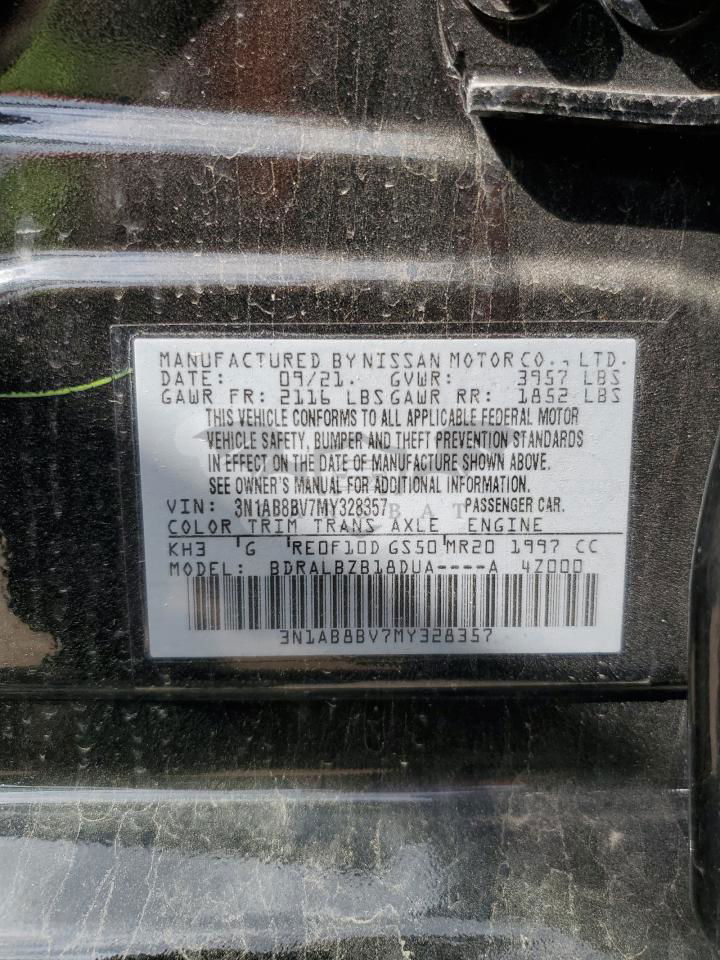 MANUFACTURED BY NISSAN MOTOR CO., LTD.
DATE: 09/21 GVWR: 3957 LBS
GAWR FR: 2116 LBS GAWR RR: 1852 LBS
THIS VEHICLE CONFORMS TO ALL APPLICABLE FEDERAL MOTOR
VEHICLE SAFETY, BUMPER AND THEFT PREVENTION STANDARDS
IN EFFECT ON THE DATE OF MANUFACTURE SHOWN ABOVE.
SEE OWNER'S MANUAL FOR ADDITIONAL INFORMATION.
VIN: 3N1AB8BV7MY328357 PASSENGER CAR.
COLOR TRIM TRANS AXLE ENGINE
KH3 G RE0F10D GS50 MR20 1997 CC
MODEL: BDRALBZB18DUA----A 4Z000
3N1AB8BV7MY328357